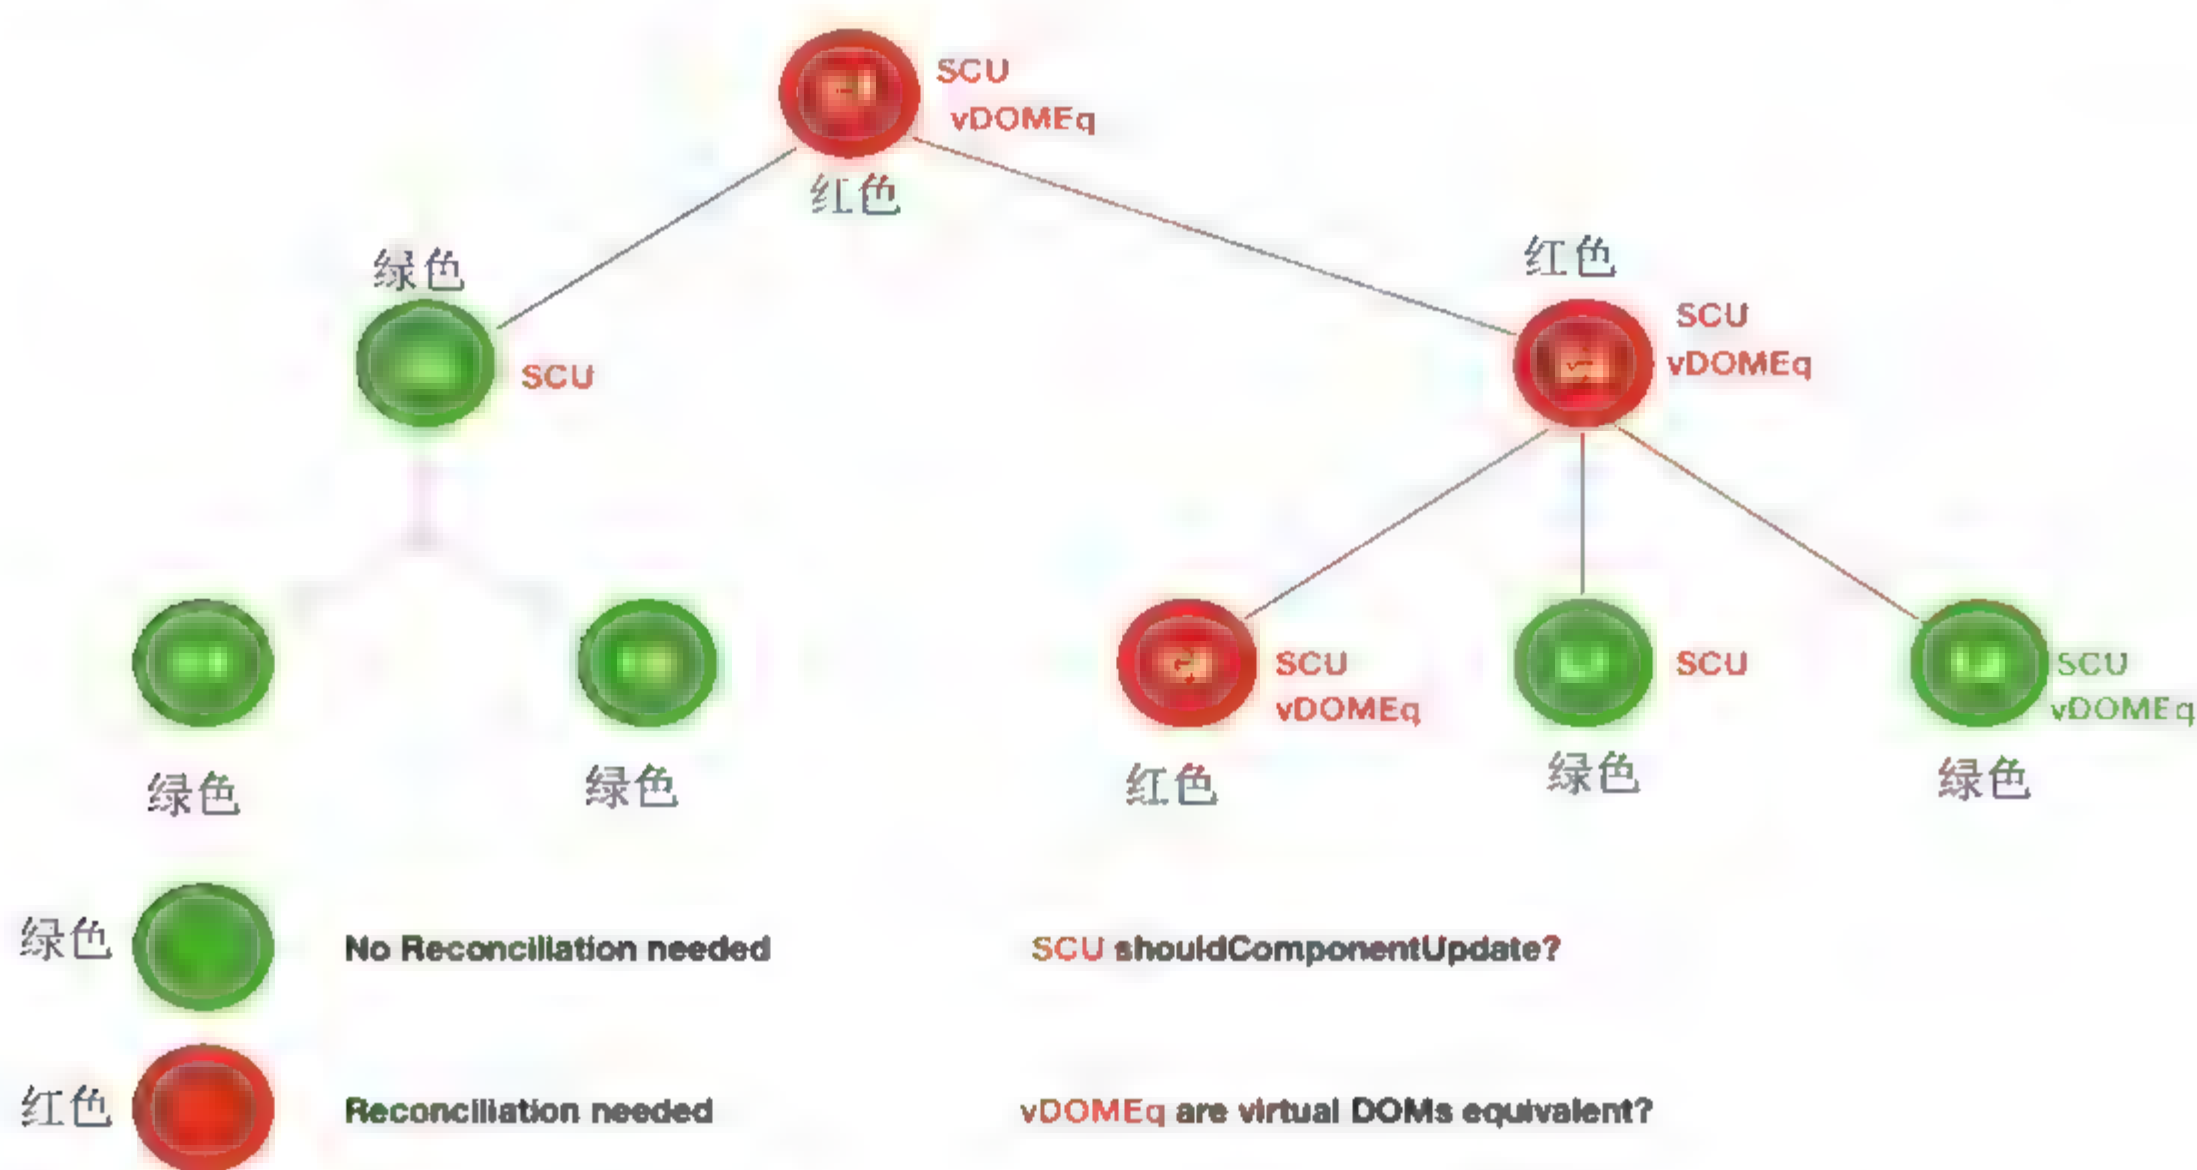 SCU
vDOMEq
红色
绿色
SCU
红色
SCU
vDOMEq
绿色
绿色
SCU
vDOMEq
红色
SCU
绿色
SCU
vDOMEq
绿色
绿色
No Reconciliation needed
SCU shouldComponentUpdate?
红色
Reconciliation needed
vDOMEq are virtual DOMs equivalent?